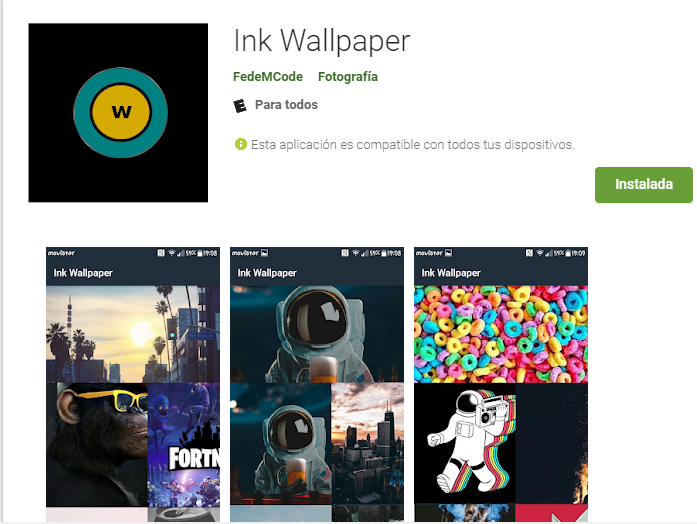 Ink Wallpaper
W
FedeMCode Fotografía
E Para todos
Esta aplicación es compatible con todos tus dispositivos.
Instalada
movistar 59% 19:08
Ink Wallpaper
FORTN
movistar 59% 19:08
Ink Wallpaper
movistar 59% 19:09
Ink Wallpaper